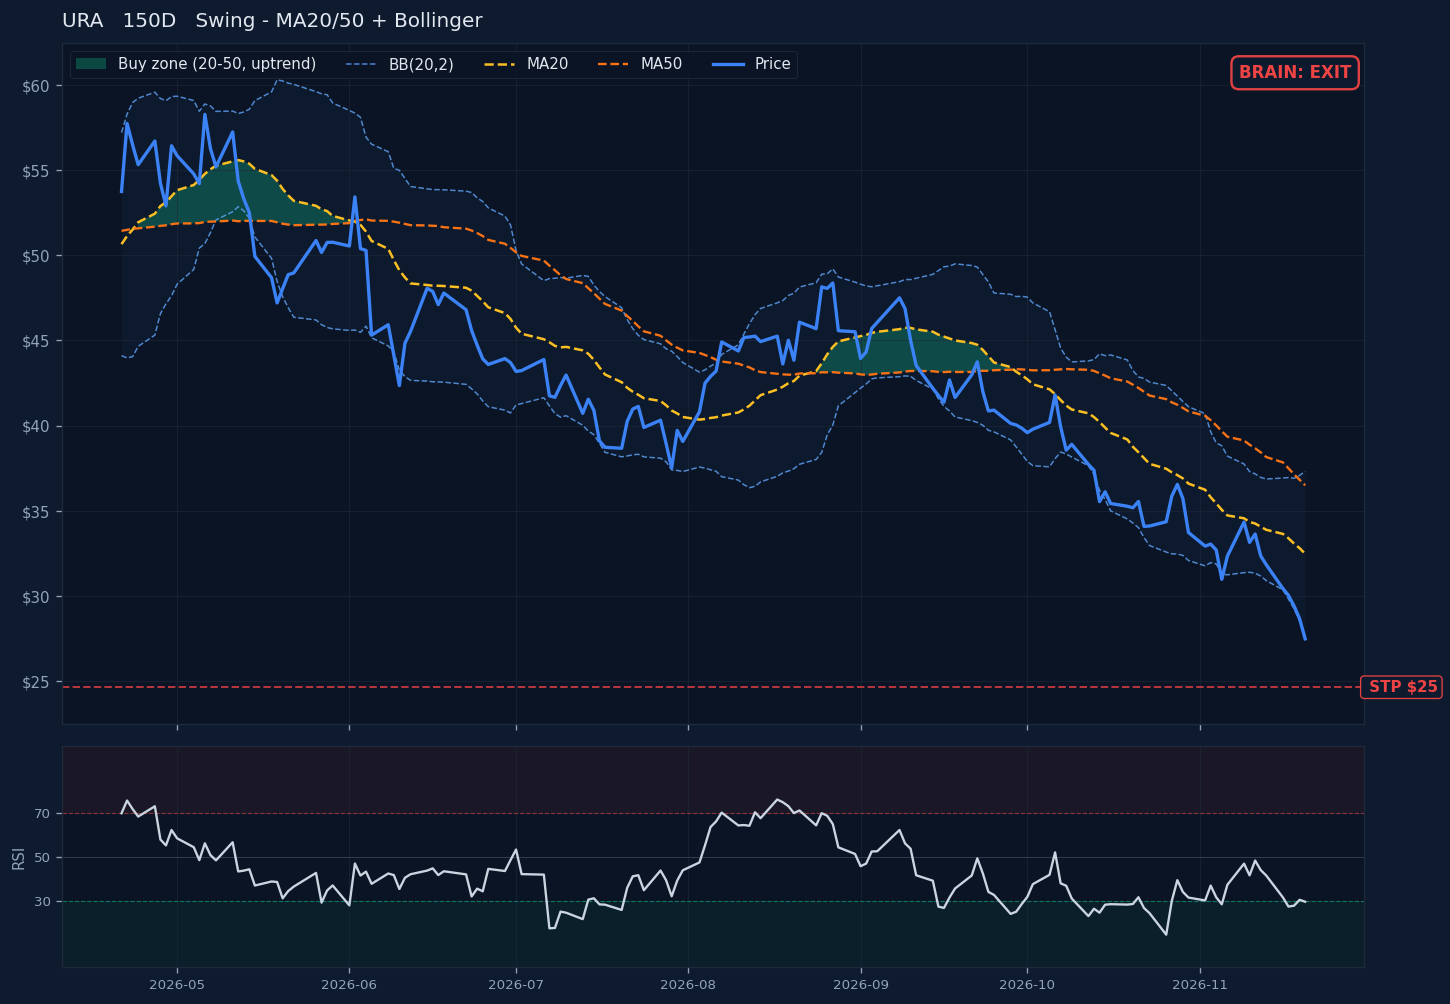 URA 150D Swing - MA20/50 + Bollinger
Buy zone (20-50, uptrend) BB(20,2) MA20 MA50 Price
BRAIN: EXIT
$60
$55
$50
$45
$40
$35
$30
$25
STP $25
70
50
30
RSI
2026-05 2026-06 2026-07 2026-08 2026-09 2026-10 2026-11